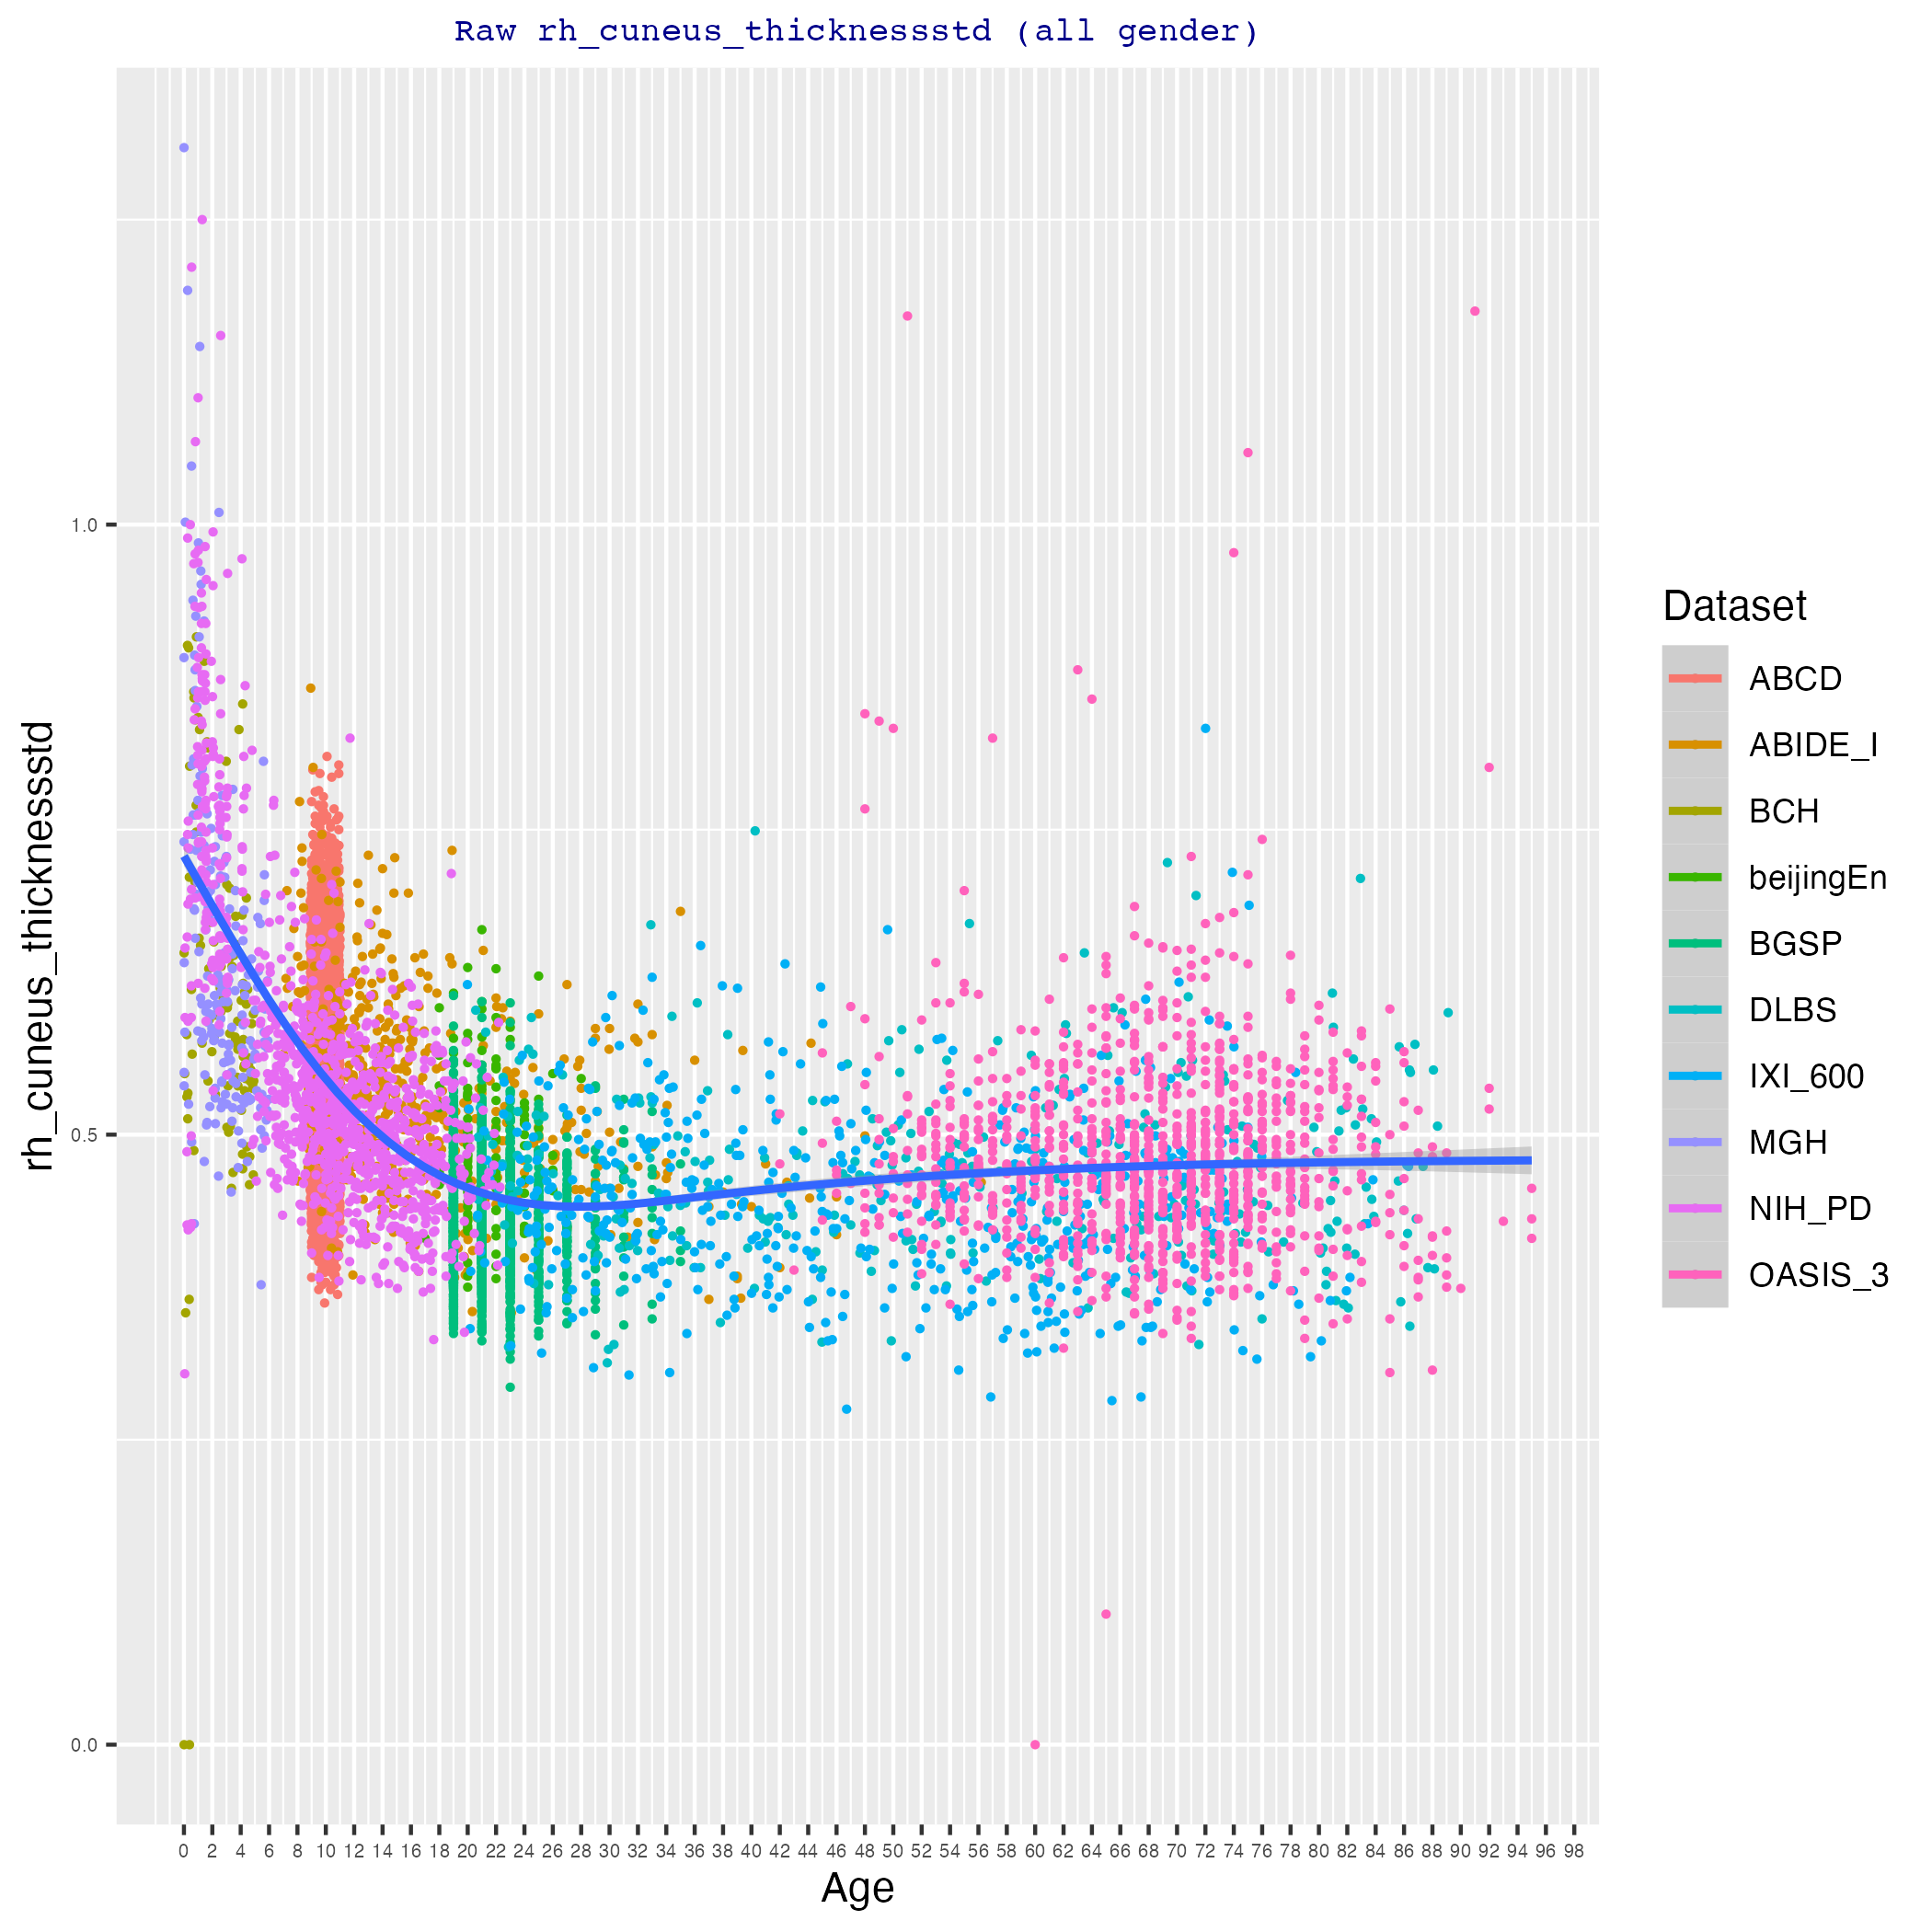 Raw rh_cuneus_thicknessstd (all gender)
rh_cuneus_thicknessstd
1.0
0.5
0.0
0 2 4 6 8 10 12 14 16 18 20 22 24 26 28 30 32 34 36 38 40 42 44 46 48 50 52 54 56 58 60 62 64 66 68 70 72 74 76 78 80 82 84 86 88 90 92 94 96 98
Age
Dataset
ABCD
ABIDE_I
BCH
beijingEn
BGSP
DLBS
IXI_600
MGH
NIH_PD
OASIS_3